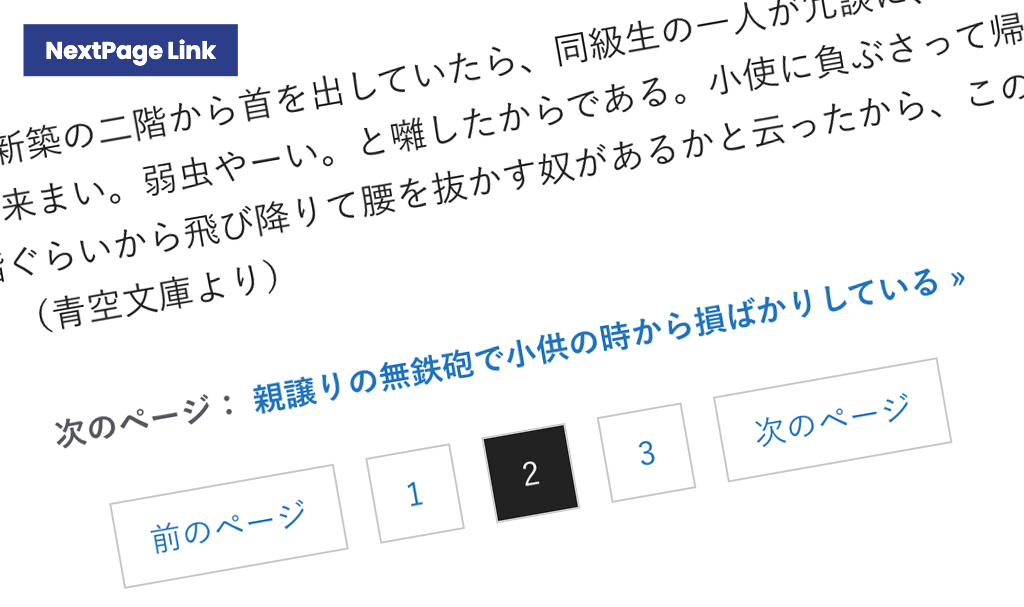 NextPage Link
新築の二階から首を出していたら、同級生の一人が冗談に、
来まい。弱虫やーい。と囃したからである。小使に負ぶさって帰
階ぐらいから飛び降りて腰を抜かす奴があるかと云ったから、この
（青空文庫より）
次のページ： 親譲りの無鉄砲で小供の時から損ばかりしている »
前のページ 1 2 3 次のページ